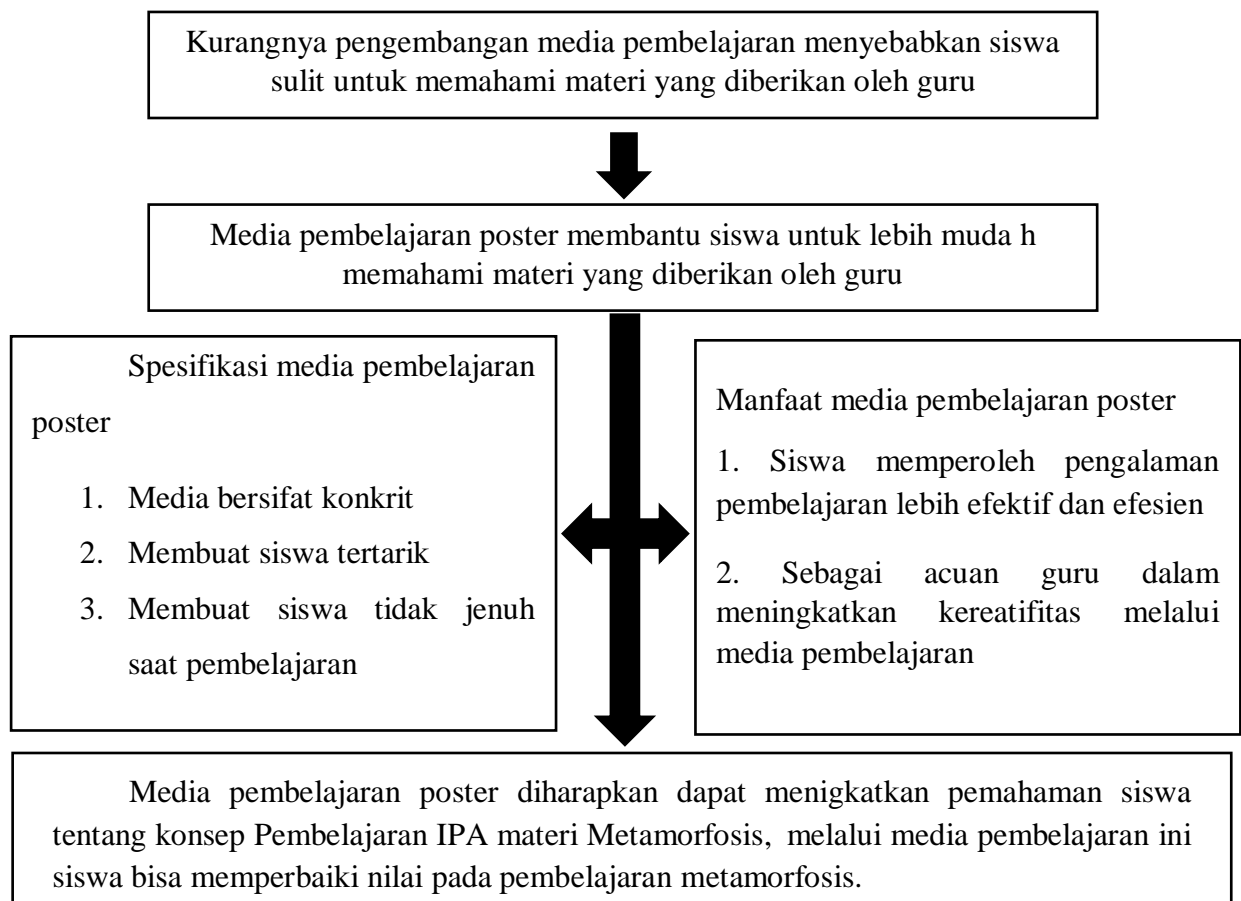 Kurangnya pengembangan media pembelajaran menyebabkan siswa
sulit untuk memahami materi yang diberikan oleh guru
Media pembelajaran poster membantu siswa untuk lebih muda h
memahami materi yang diberikan oleh guru
Spesifikasi media pembelajaran
poster
1. Media bersifat konkrit
2. Membuat siswa tertarik
3. Membuat siswa tidak jenuh
saat pembelajaran
Manfaat media pembelajaran poster
1. Siswa memperoleh pengalaman
pembelajaran lebih efektif dan efesien
2. Sebagai acuan guru dalam
meningkatkan kereatifitas melalui
media pembelajaran
Media pembelajaran poster diharapkan dapat menigkatkan pemahaman siswa
tentang konsep Pembelajaran IPA materi Metamorfosis, melalui media pembelajaran ini
siswa bisa memperbaiki nilai pada pembelajaran metamorfosis.